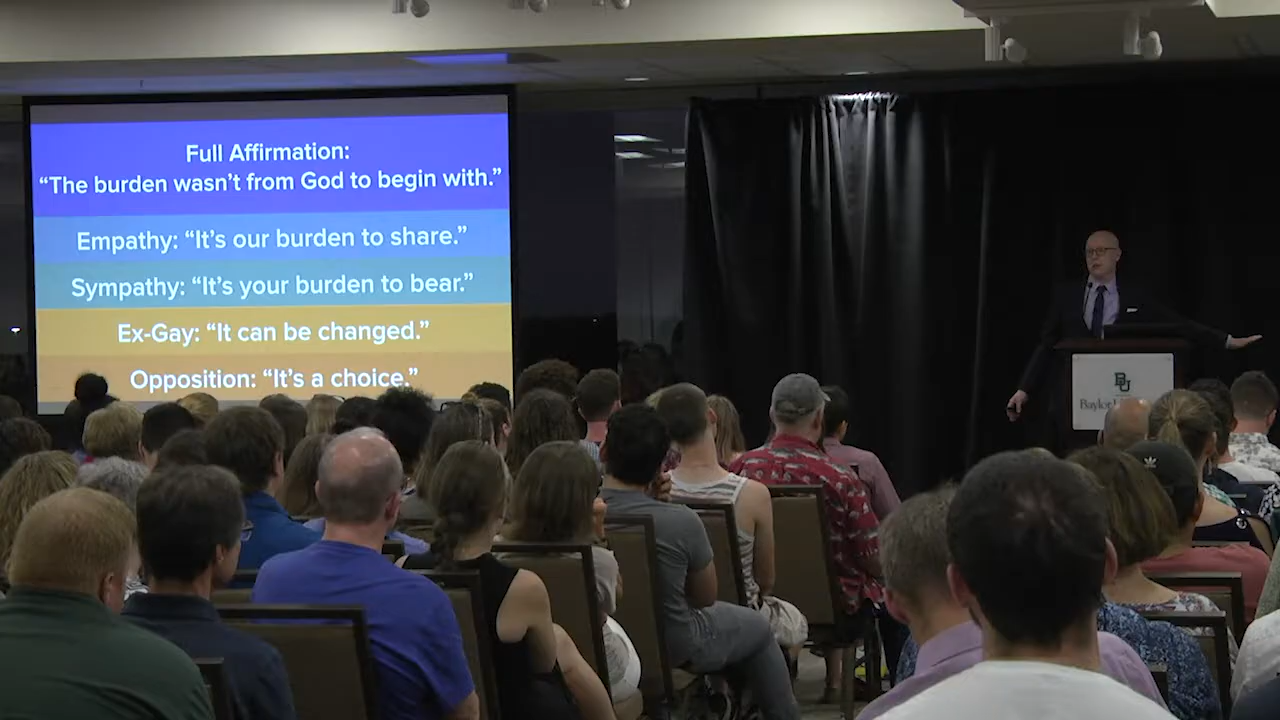 Full Affirmation:
“The burden wasn’t from God to begin with.”
Empathy: “It’s our burden to share.”
Sympathy: “It’s your burden to bear.”
Ex-Gay: “It can be changed.”
Opposition: “It’s a choice.”
BU
Baylor